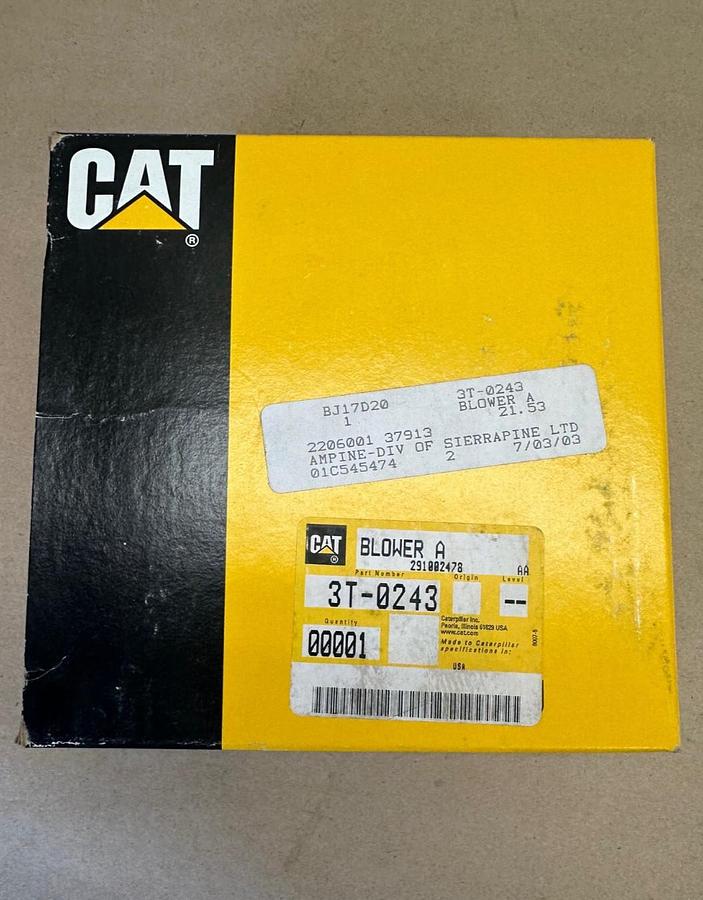 CAT
®
BJ17D20 3T-0243
1 BLOWER A
21.53
2206001 37913
AMPINE-DIV OF SIERRAPINE LTD
01C545474 2 7/03/03
CAT
®
BLOWER A
291002478 AA
Part Number Origin Level
3T-0243 --
Quantity
00001
Caterpillar Inc.
Peoria, Illinois 61629 USA
www.cat.com
Made to Caterpillar
specifications in:
USA